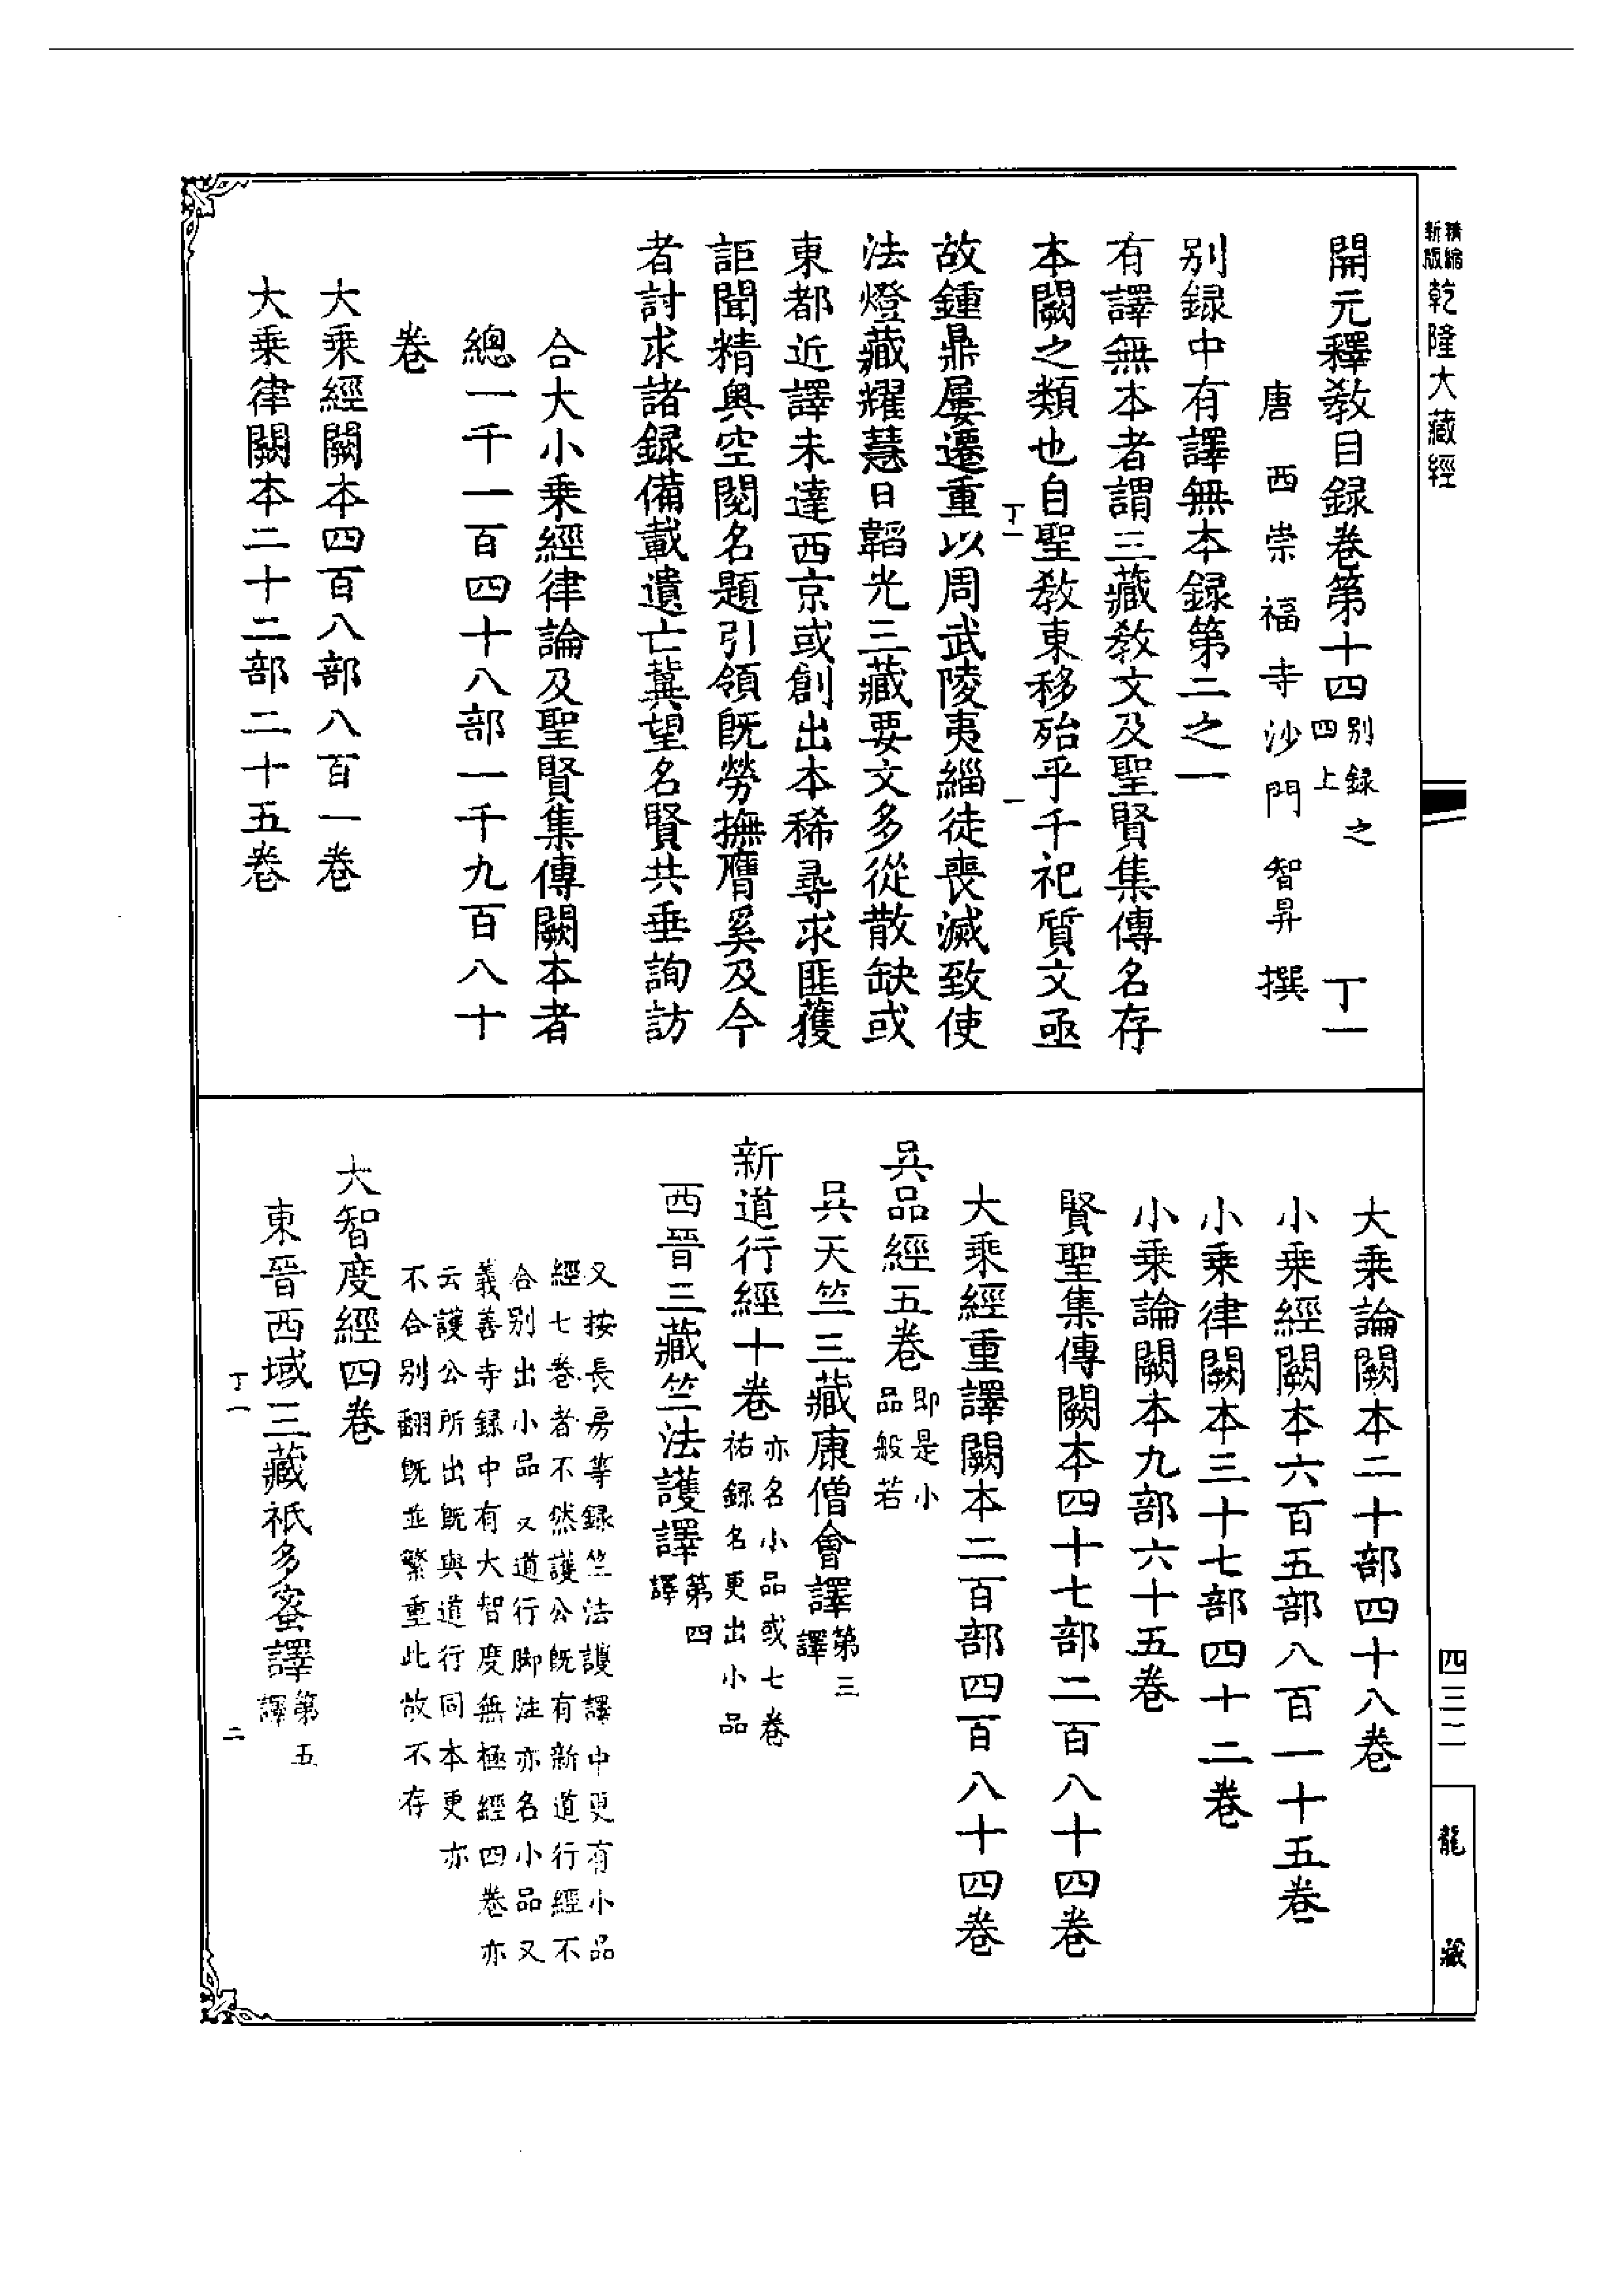 精縮新版乾隆大藏經
開元釋敎目録卷第十四別録之四上 丁一
唐西崇福寺沙門智昇撰
別録中有譯無本録第二之一
有譯無本者謂三藏敎文及聖賢集傳名存
本闕之類也自聖敎東移殆乎千祀質文亟
丁一 一
故鍾鼎屢遷重以周武陵夷緇徒喪滅致使
法燈藏耀慧日韜光三藏要文多從散缺或
東都近譯未達西京或創出本稀尋求匪獲
詎聞精奥空閱名題引領旣勞撫膺奚及今
者討求諸録備載遺亡冀望名賢共垂詢訪
合大小乘經律論及聖賢集傳闕本者
總一千一百四十八部一千九百八十
卷
大乘經闕本四百八部八百一卷
大乘律闕本二十二部二十五卷
大乘論闕本二十部四十八卷
小乘經闕本六百五部八百一十五卷
小乘律闕本三十七部四十二卷
小乘論闕本九部六十五卷
賢聖集傳闕本四十七部二百八十四卷
大乘經重譯闕本二百部四百八十四卷
吳品經五卷即是小品般若
吳天竺三藏康僧會譯第三譯
新道行經十卷亦名小品或七卷祐録名更出小品
西晉三藏竺法護譯第四譯
又按長房等録竺法護譯中更有小品
經七卷者不然護公旣有新道行經不
合別出小品又道行脚注亦名小品又
義善寺録中有大智度無極經四卷亦
云護公所出旣與道行同本更亦
不合別翻旣並繁重此故不存
大智度經四卷
東晉西域三藏祇多蜜譯第五譯
丁一 二
四三二
龍藏